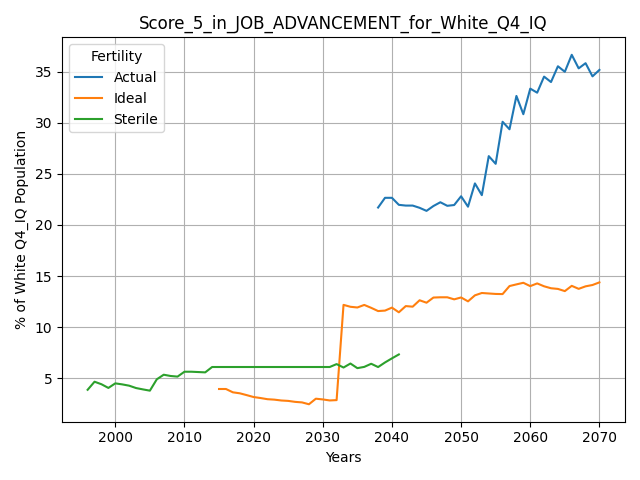 Score_5_in_JOB_ADVANCEMENT_for_White_Q4_IQ
Fertility
Actual
Ideal
Sterile
% of White Q4_IQ Population
35
30
25
20
15
10
5
2000
2010
2020
2030
2040
2050
2060
2070
Years